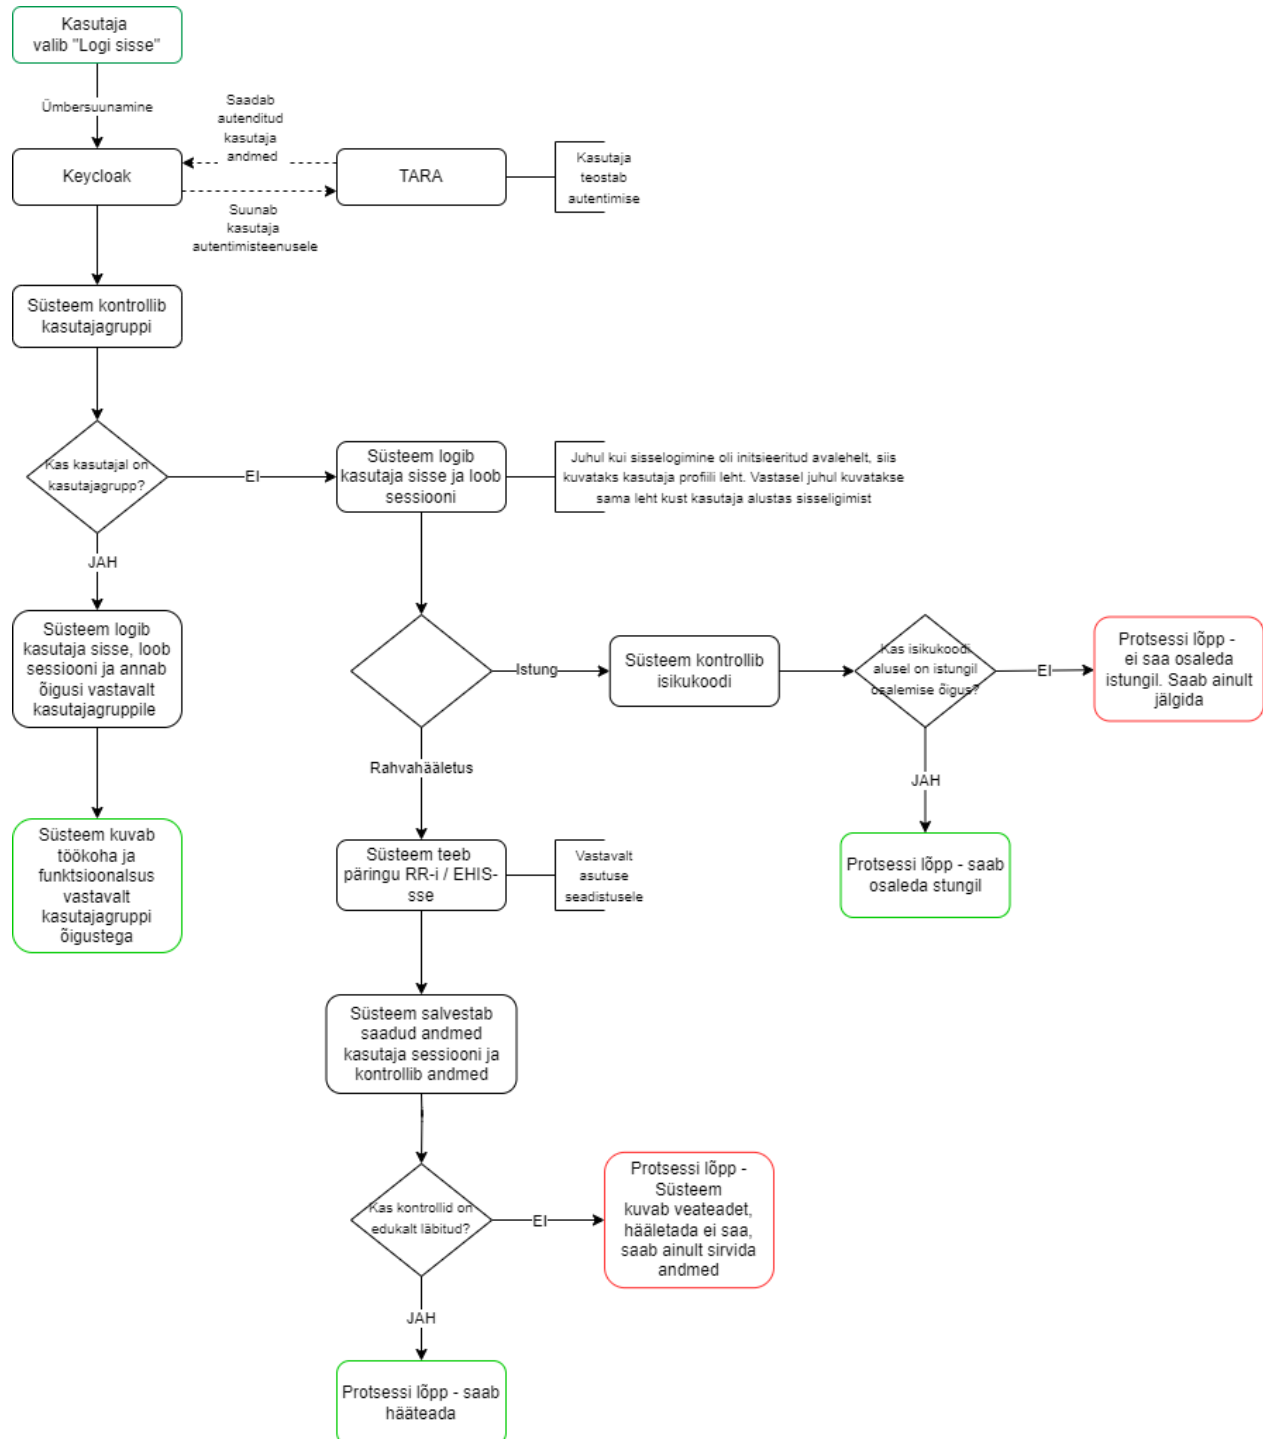 Kasutaja
valib "Logi sisse"
Ümbersuunamine
Saadab
autenditud
kasutaja
andmed
Keycloak
TARA
Kasutaja
teostab
autentimise
Suunab
kasutaja
autentimisteenusele
Süsteem kontrollib
kasutajagruppi
Kas kasutajal on
kasutajagrupp?
EI
Süsteem logib
kasutaja sisse ja loob
sessiooni
Juhul kui sisselogimine oli initsieeritud avalehelt, siis
kuvataks kasutaja profiili leht. Vastasel juhul kuvatakse
sama leht kust kasutaja alustas sisseligimist
JAH
Süsteem logib
kasutaja sisse, loob
sessiooni ja annab
õigusi vastavalt
kasutajagruppile
Istung
Süsteem kontrollib
isikukoodi
Kas isikukoodi
alusel on istungil
osalemise õigus?
EI
Protsessi lõpp -
ei saa osaleda
istungil. Saab ainult
jälgida
Rahvahääletus
JAH
Süsteem kuvab
töökoha ja
funktsioonalsus
vastavalt
kasutajagruppi
õigustega
Süsteem teeb
päringu RR-i / EHIS-
sse
Vastavalt
asutuse
seadistusele
Protsessi lõpp - saab
osaleda stungil
Süsteem salvestab
saadud andmed
kasutaja sessiooni ja
kontrollib andmed
Kas kontrollid on
edukalt läbitud?
EI
Protsessi lõpp -
Süsteem
kuvab veateadet,
hääletada ei saa,
saab ainult sirvida
andmed
JAH
Protsessi lõpp - saab
hääteada